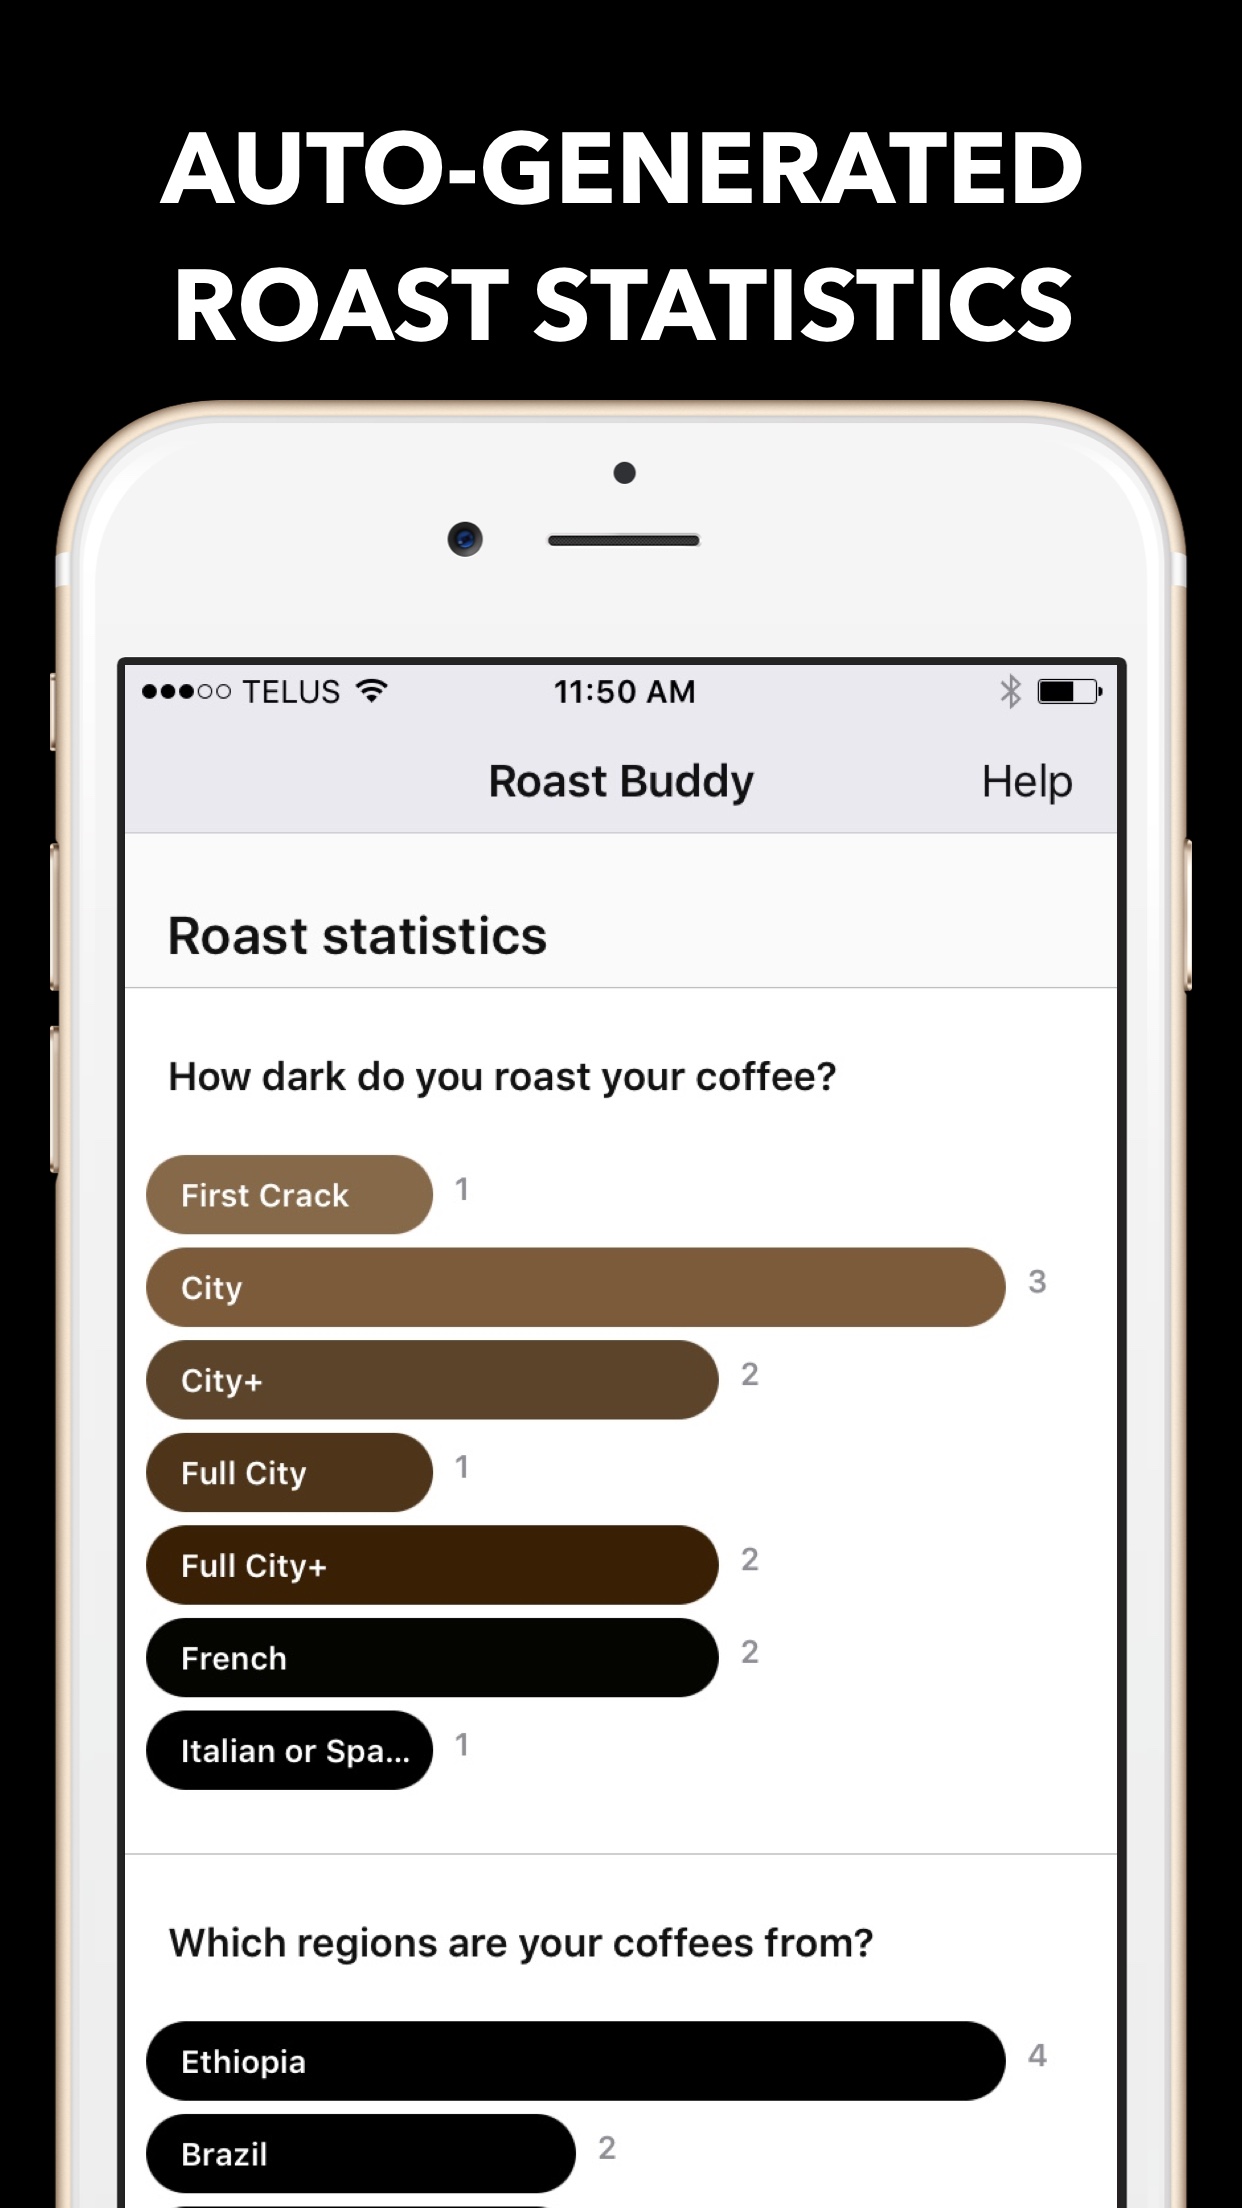 AUTO-GENERATED
ROAST STATISTICS
TELUS 11:50 AM
Roast Buddy Help
Roast statistics
How dark do you roast your coffee?
First Crack 1
City 3
City+ 2
Full City 1
Full City+ 2
French 2
Italian or Spa... 1
Which regions are your coffees from?
Ethiopia 4
Brazil 2